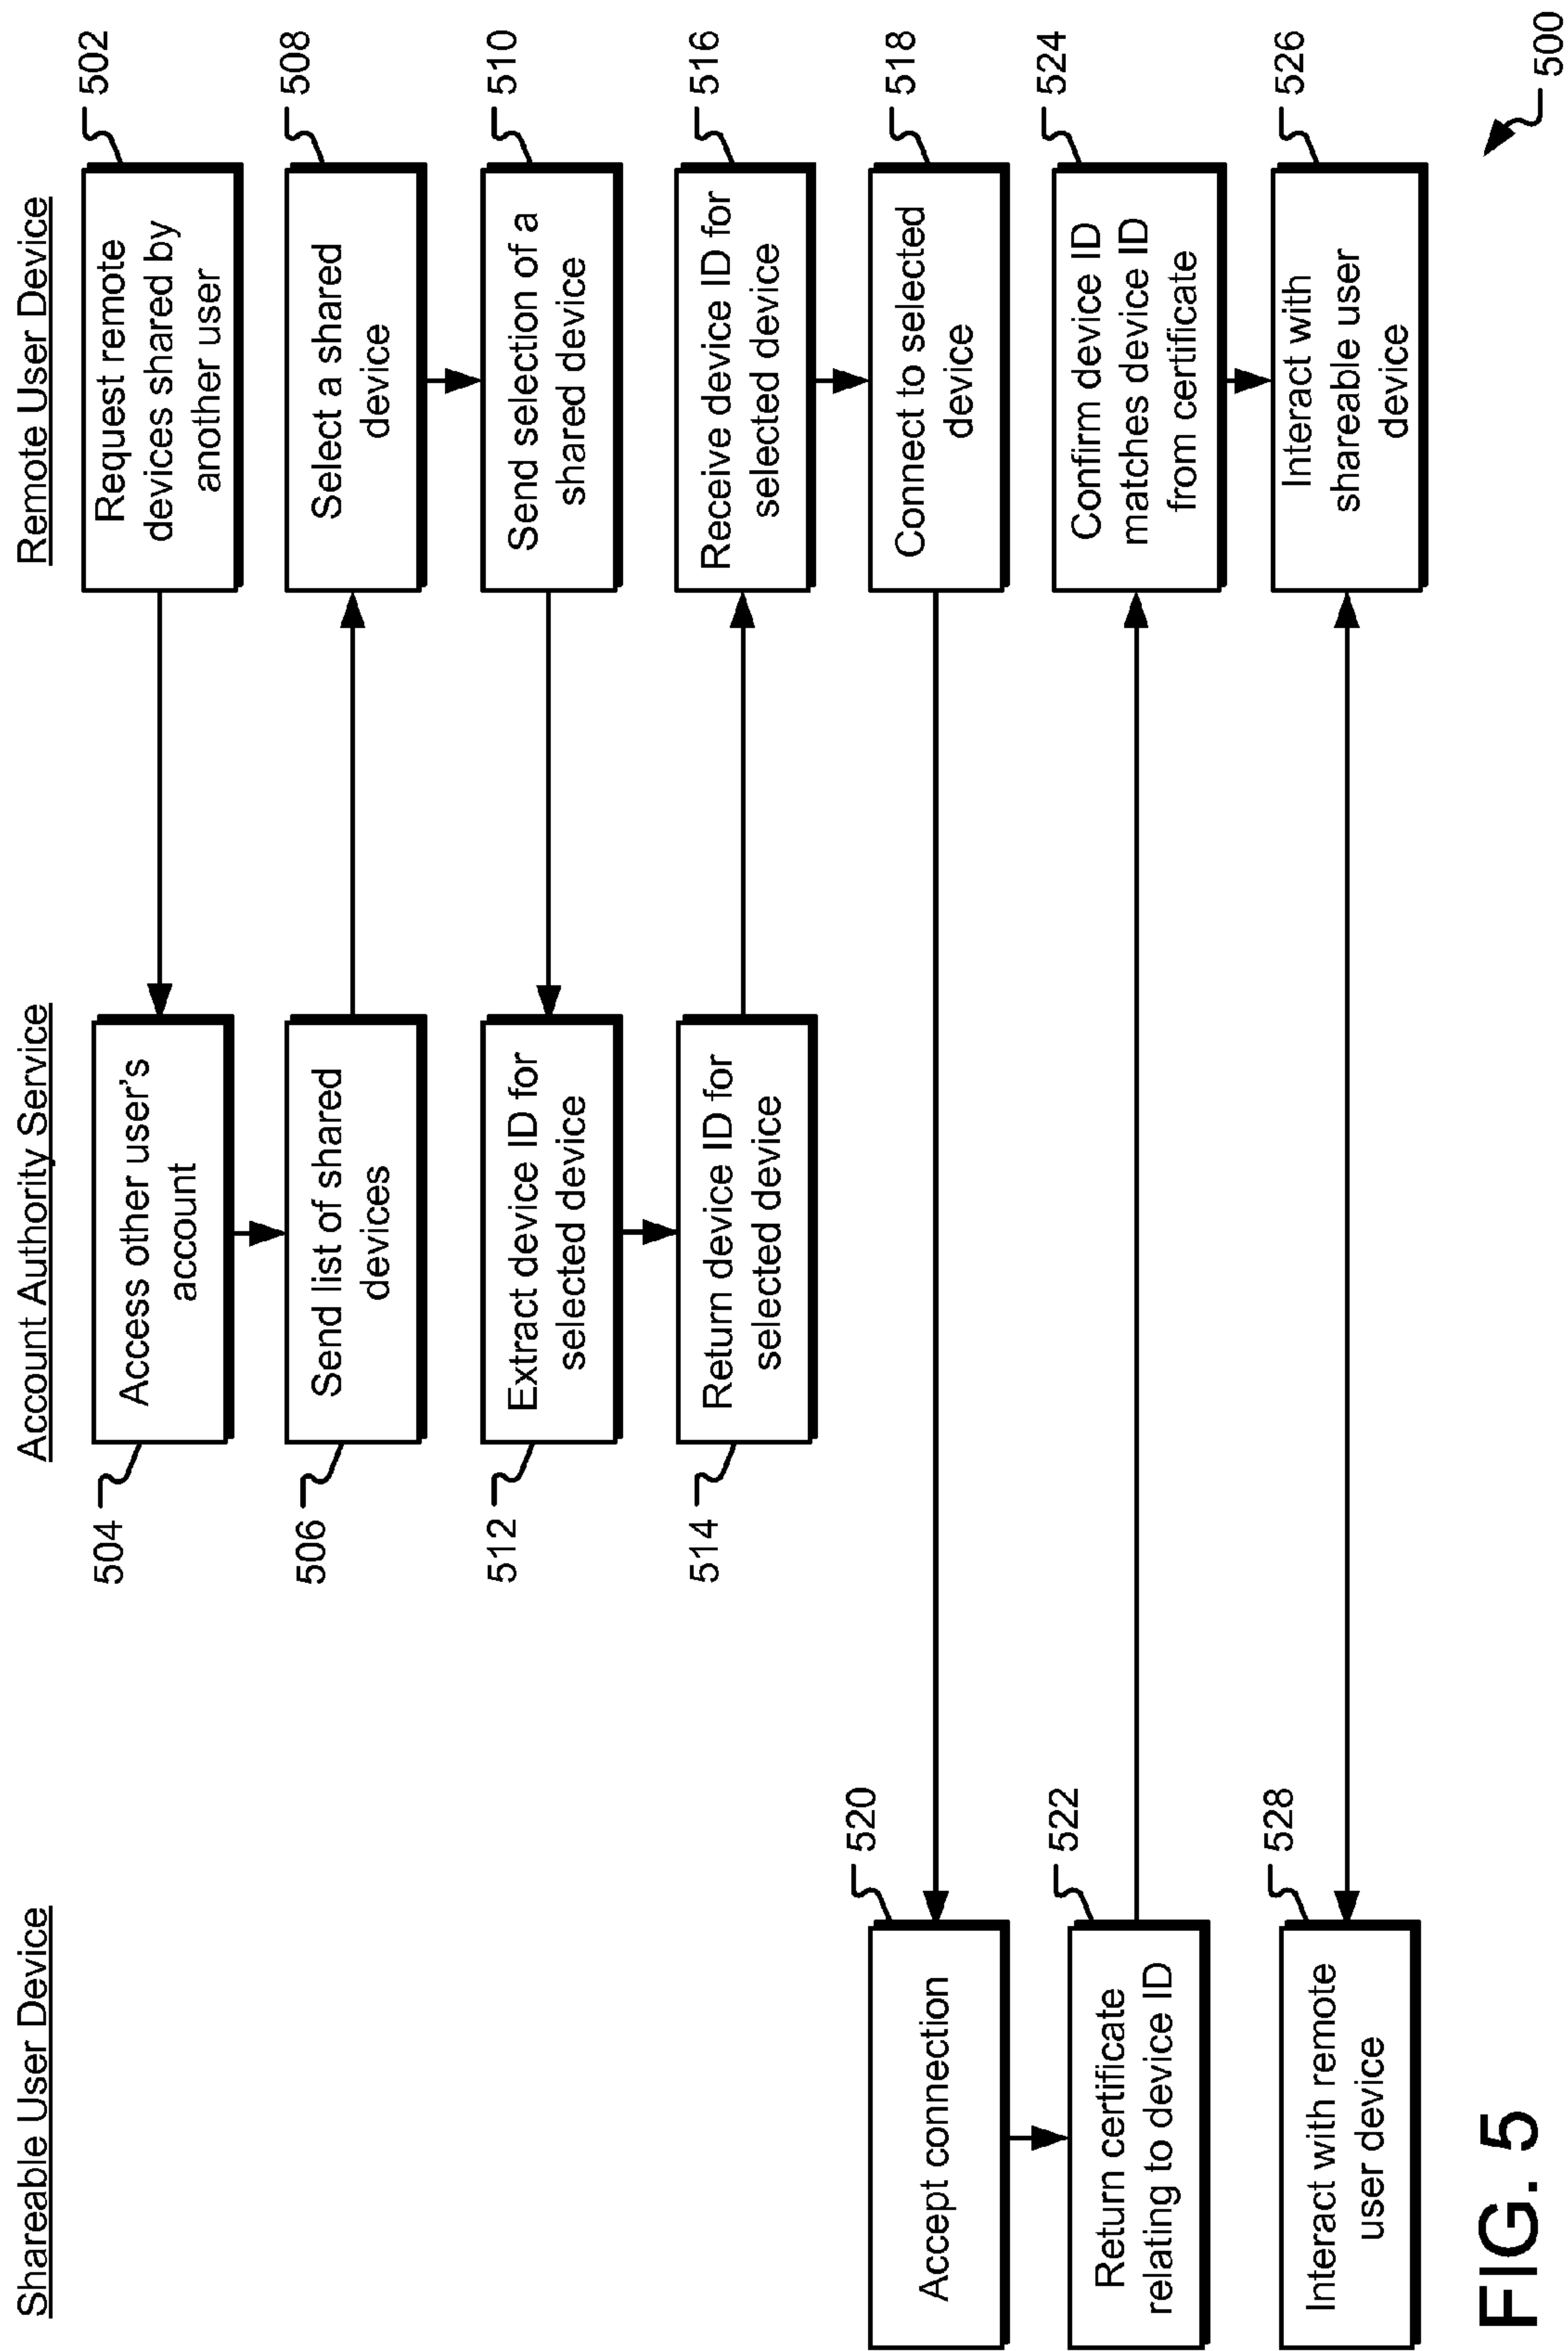 Shareable User Device
Account Authority Service
Remote User Device
502
Request remote
devices shared by
another user
504
Access other user's
account
506
Send list of shared
devices
508
Select a shared
device
510
Send selection of a
shared device
512
Extract device ID for
selected device
514
Return device ID for
selected device
516
Receive device ID for
selected device
518
Connect to selected
device
520
Accept connection
522
Return certificate
relating to device ID
524
Confirm device ID
matches device ID
from certificate
526
Interact with
shareable user
device
528
Interact with remote
user device
500
FIG. 5